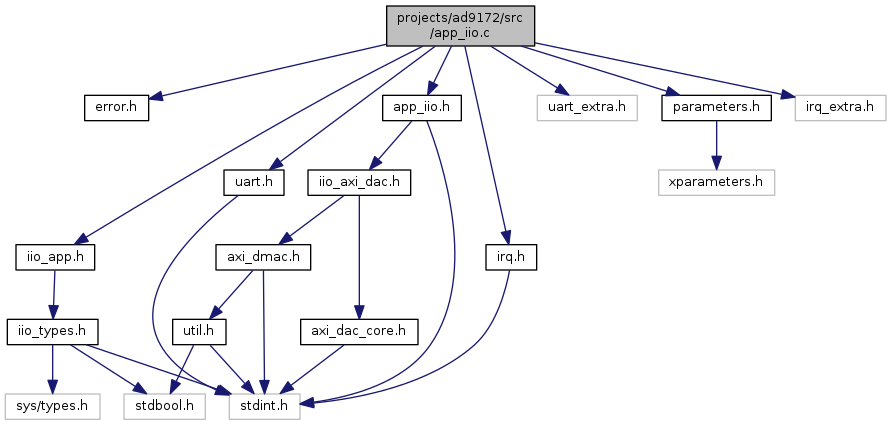 projects/ad9172/src
/app_iio.c
error.h
app_iio.h
uart_extra.h
parameters.h
irq_extra.h
uart.h
iio_axi_dac.h
xparameters.h
iio_app.h
axi_dmac.h
irq.h
iio_types.h
util.h
axi_dac_core.h
sys/types.h
stdbool.h
stdint.h